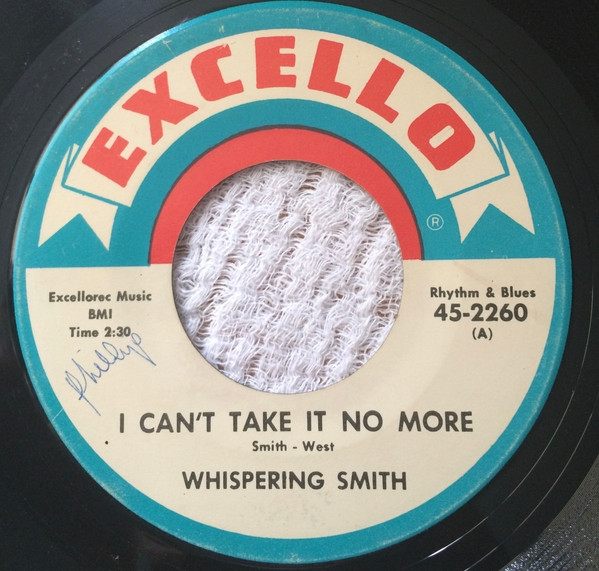 EXCELLO
®
Excellorec Music
BMI
Time 2:30
Phillip
Rhythm & Blues
45-2260
(A)
I CAN'T TAKE IT NO MORE
Smith - West
WHISPERING SMITH